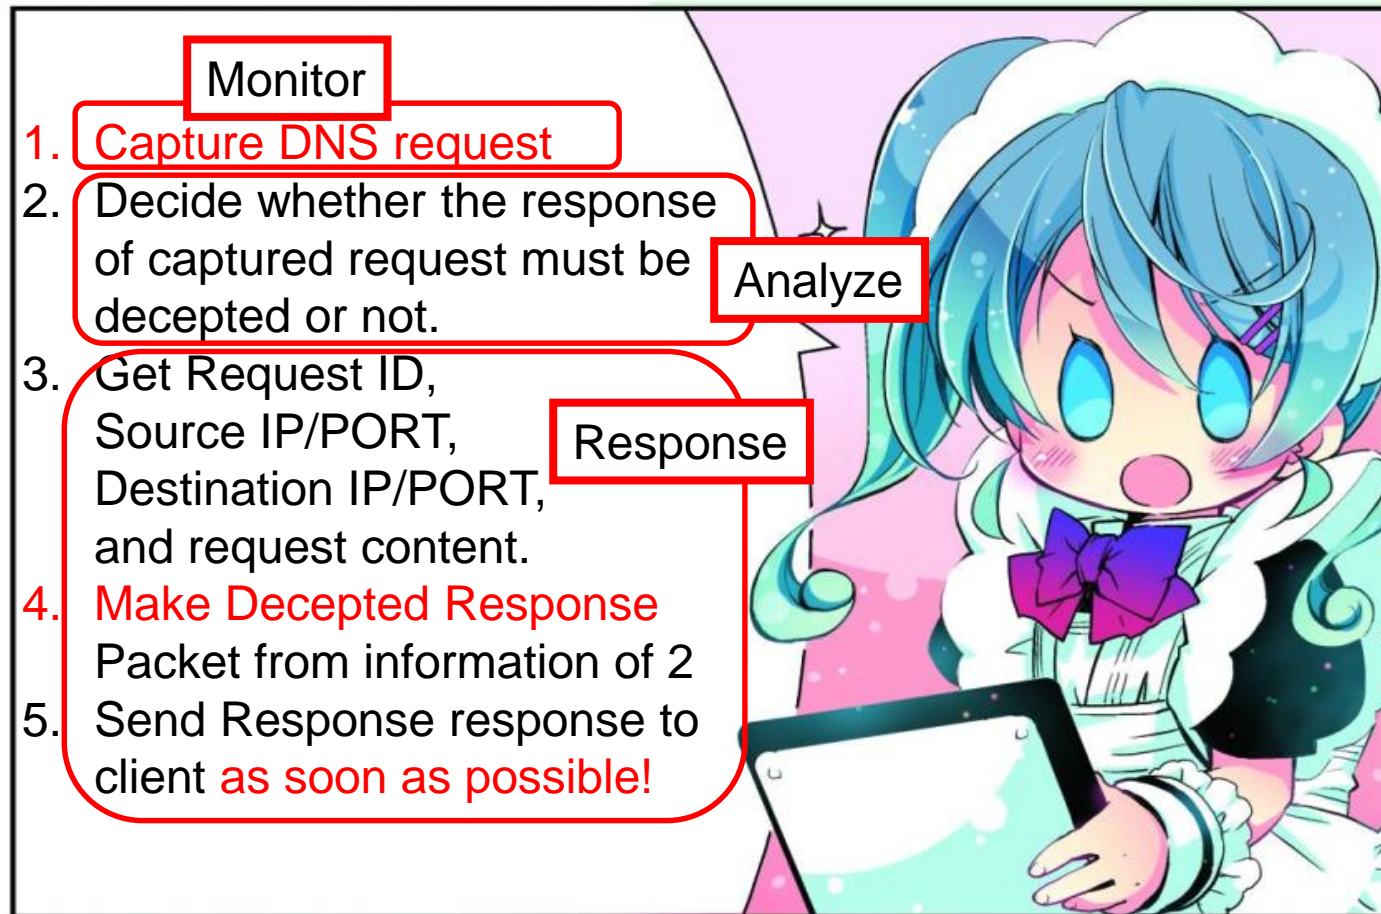 Monitor
1. Capture DNS request
2. Decide whether the response
of captured request must be
decepted or not.
Analyze
3. Get Request ID,
Source IP/PORT,
Response
Destination IP/PORT,
and request content.
4. Make Decepted Response
Packet from information of 2
5. Send Response response to
client as soon as possible!